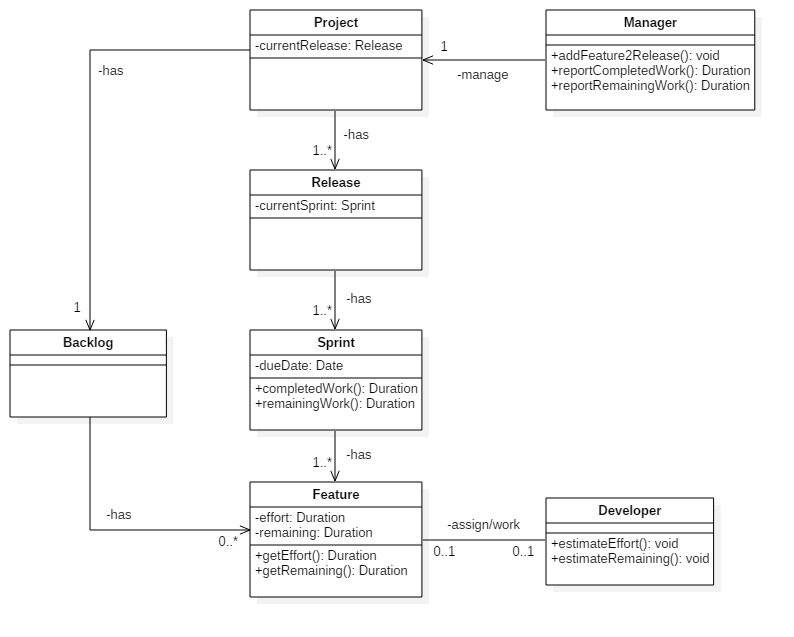 Project
-currentRelease: Release
Manager
+addFeature2Release(): void
+reportCompletedWork(): Duration
+reportRemainingWork(): Duration
1
-manage
-has
-has
1..*
Release
-currentSprint: Sprint
-has
1..*
1
Backlog
Sprint
-dueDate: Date
+completedWork(): Duration
+remainingWork(): Duration
-has
1..*
-has
0..*
Feature
-effort: Duration
-remaining: Duration
+getEffort(): Duration
+getRemaining(): Duration
-assign/work
0..1
0..1
Developer
+estimateEffort(): void
+estimateRemaining(): void